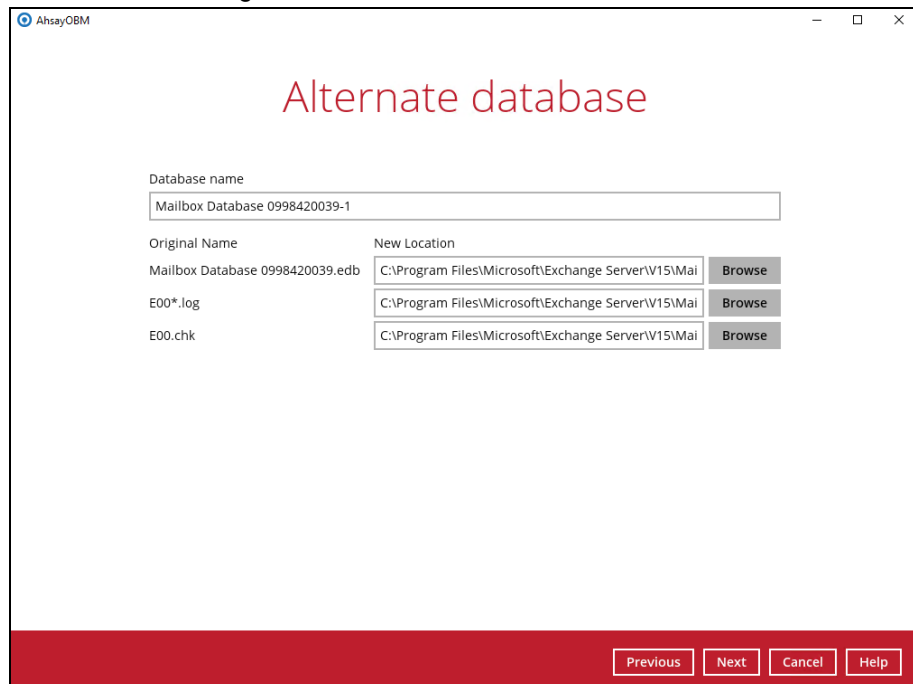 AhsayOBM
Alternate database
Database name
Mailbox Database 0998420039-1
Original Name New Location
Mailbox Database 0998420039.edb C:\Program Files\Microsoft\Exchange Server\V15\Mai Browse
E00*.log C:\Program Files\Microsoft\Exchange Server\V15\Mai Browse
E00.chk C:\Program Files\Microsoft\Exchange Server\V15\Mai Browse
Previous Next Cancel Help